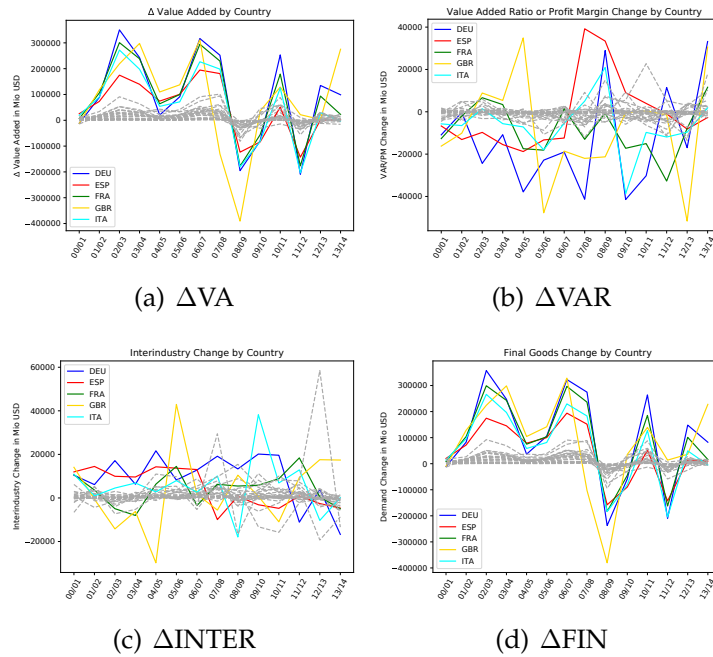 Δ Value Added by Country
Δ Value Added in Mio USD
300000
200000
100000
0
−100000
−200000
−300000
−400000
DEU
ESP
FRA
GBR
ITA
00/01 01/02 02/03 03/04 04/05 05/06 06/07 07/08 08/09 09/10 10/11 11/12 12/13 13/14
(a) ΔVA
Value Added Ratio or Profit Margin Change by Country
VAR/PM Change in Mio USD
40000
20000
0
−20000
−40000
DEU
ESP
FRA
GBR
ITA
00/01 01/02 02/03 03/04 04/05 05/06 06/07 07/08 08/09 09/10 10/11 11/12 12/13 13/14
(b) ΔVAR
Interindustry Change by Country
Interindustry Change in Mio USD
60000
40000
20000
0
−20000
DEU
ESP
FRA
GBR
ITA
00/01 01/02 02/03 03/04 04/05 05/06 06/07 07/08 08/09 09/10 10/11 11/12 12/13 13/14
(c) ΔINTER
Final Goods Change by Country
Demand Change in Mio USD
300000
200000
100000
0
−100000
−200000
−300000
−400000
DEU
ESP
FRA
GBR
ITA
00/01 01/02 02/03 03/04 04/05 05/06 06/07 07/08 08/09 09/10 10/11 11/12 12/13 13/14
(d) ΔFIN